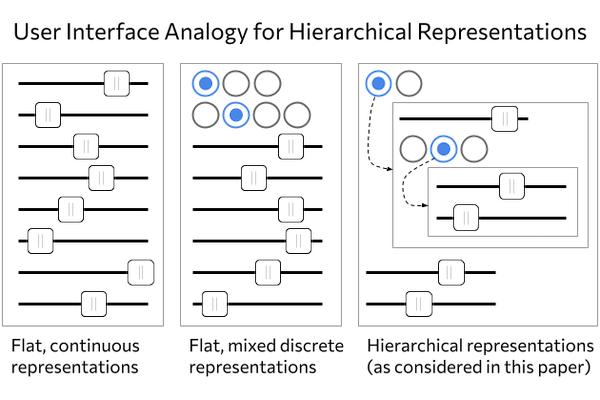 User Interface Analogy for Hierarchical Representations
Flat, continuous
representations
Flat, mixed discrete
representations
Hierarchical representations
(as considered in this paper)